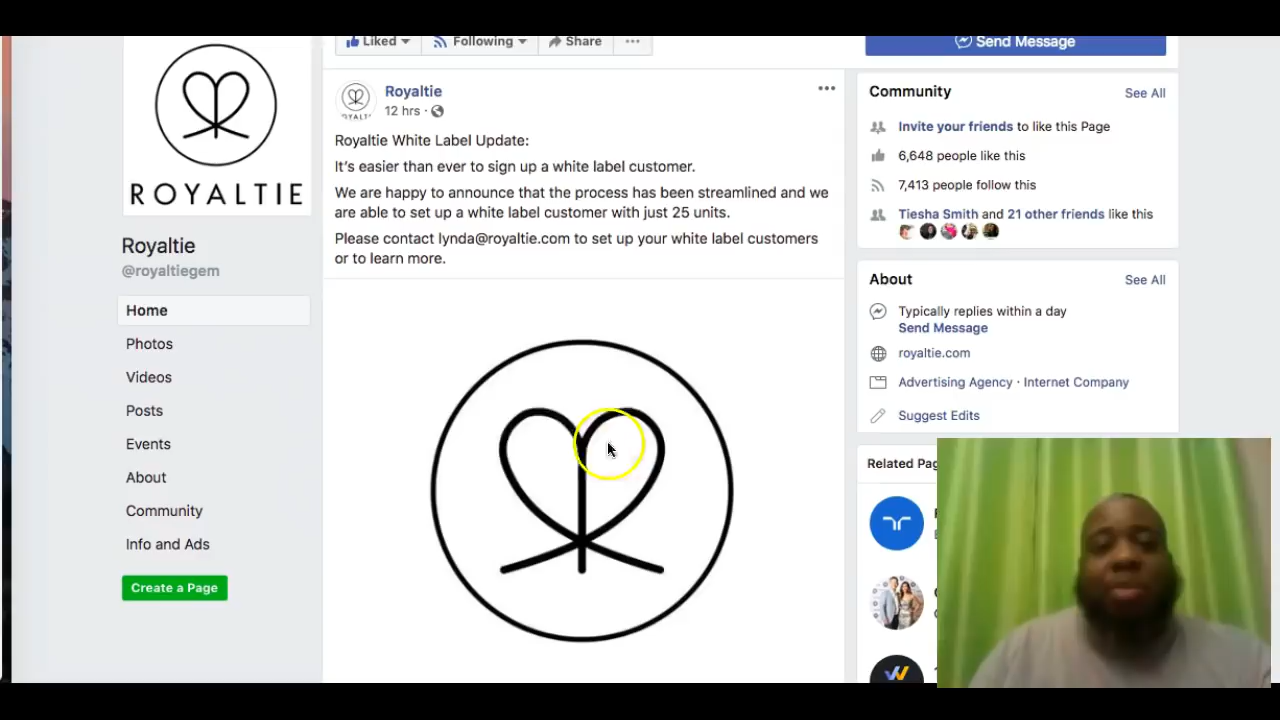 Liked
Following
Share
Send Message
ROYALTIE
Royaltie
@royaltiegem
Home
Photos
Videos
Posts
Events
About
Community
Info and Ads
Create a Page
Royaltie
12 hrs ·
Royaltie White Label Update:
It's easier than ever to sign up a white label customer.
We are happy to announce that the process has been streamlined and we
are able to set up a white label customer with just 25 units.
Please contact lynda@royaltie.com to set up your white label customers
or to learn more.
Community
See All
Invite your friends to like this Page
6,648 people like this
7,413 people follow this
Tiesha Smith and 21 other friends like this
About
See All
Typically replies within a day
Send Message
royaltie.com
Advertising Agency · Internet Company
Suggest Edits